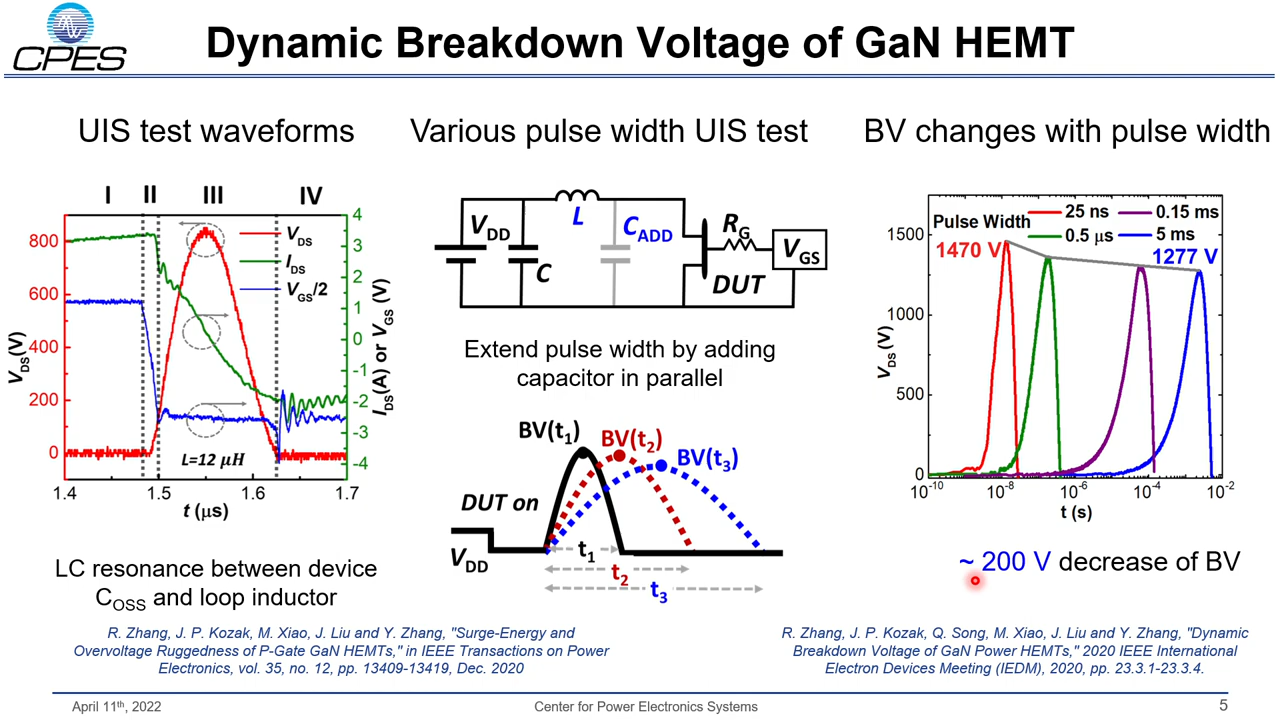 CPES
Dynamic Breakdown Voltage of GaN HEMT
UIS test waveforms
I II III IV
V_DS
I_DS
V_GS/2
800
600
400
200
0
V_DS(V)
4
3
2
1
0
-1
-2
-3
-4
I_DS(A) or V_GS (V)
L=12 μH
1.4 1.5 1.6 1.7
t (μs)
LC resonance between device
C_OSS and loop inductor
R. Zhang, J. P. Kozak, M. Xiao, J. Liu and Y. Zhang, "Surge-Energy and
Overvoltage Ruggedness of P-Gate GaN HEMTs," in IEEE Transactions on Power
Electronics, vol. 35, no. 12, pp. 13409-13419, Dec. 2020
Various pulse width UIS test
V_DD
C
L
C_ADD
R_G
V_GS
DUT
Extend pulse width by adding
capacitor in parallel
BV(t₁)
BV(t₂)
BV(t₃)
DUT on
V_DD
t₁
t₂
t₃
BV changes with pulse width
Pulse Width
25 ns
0.5 μs
0.15 ms
5 ms
1470 V
1277 V
1500
1000
500
0
V_DS (V)
10⁻¹⁰ 10⁻⁸ 10⁻⁶ 10⁻⁴ 10⁻²
t (s)
~ 200 V decrease of BV
R. Zhang, J. P. Kozak, Q. Song, M. Xiao, J. Liu and Y. Zhang, "Dynamic
Breakdown Voltage of GaN Power HEMTs," 2020 IEEE International
Electron Devices Meeting (IEDM), 2020, pp. 23.3.1-23.3.4.
April 11ᵗʰ, 2022
Center for Power Electronics Systems
5